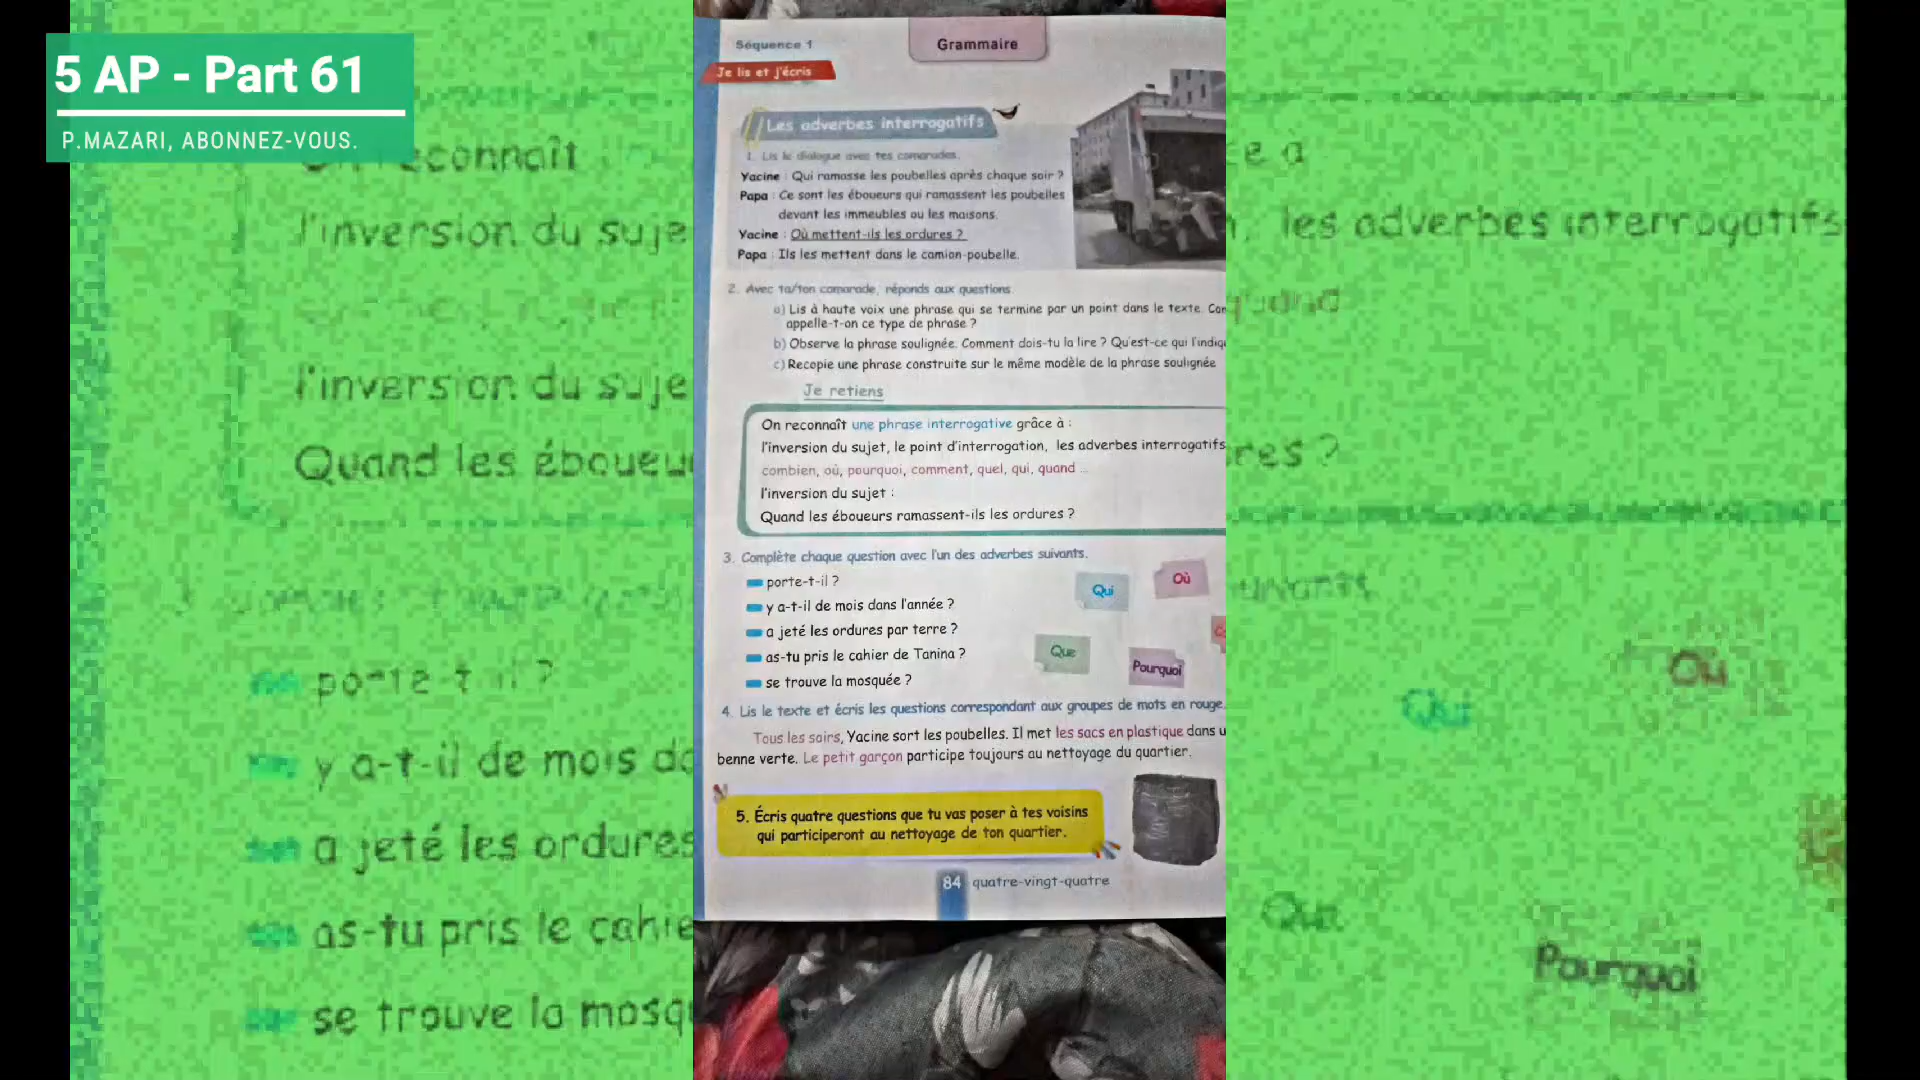 5 AP - Part 61
P.MAZARI, ABONNEZ-VOUS.
Séquence 1
Grammaire
Je lis et j'écris
Les adverbes interrogatifs
1. Lis le dialogue avec tes camarades.
Yacine : Qui ramasse les poubelles après chaque soir ?
Papa : Ce sont les éboueurs qui ramassent les poubelles
devant les immeubles ou les maisons.
Yacine : Où mettent-ils les ordures ?
Papa : Ils les mettent dans le camion-poubelle.
2. Avec ta/ton camarade, réponds aux questions.
a) Lis à haute voix une phrase qui se termine par un point dans le texte.
appelle-t-on ce type de phrase ?
b) Observe la phrase soulignée. Comment dois-tu la lire ? Qu'est-ce qui
c) Recopie une phrase construite sur le même modèle de la phrase soulignée
Je retiens
On reconnaît une phrase interrogative grâce à :
l'inversion du sujet, le point d'interrogation, les adverbes interrogatifs
combien, où, pourquoi, comment, quel, qui, quand ...
l'inversion du sujet :
Quand les éboueurs ramassent-ils les ordures ?
3. Complète chaque question avec l'un des adverbes suivants.
porte-t-il ?
y a-t-il de mois dans l'année ?
a jeté les ordures par terre ?
as-tu pris le cahier de Tanina ?
se trouve la mosquée ?
Qui
Où
Que
Pourquoi
4. Lis le texte et écris les questions correspondant aux groupes de mots en rouge.
Tous les soirs, Yacine sort les poubelles. Il met les sacs en plastique dans
benne verte. Le petit garçon participe toujours au nettoyage du quartier.
5. Écris quatre questions que tu vas poser à tes voisins
qui participeront au nettoyage de ton quartier.
84 quatre-vingt-quatre